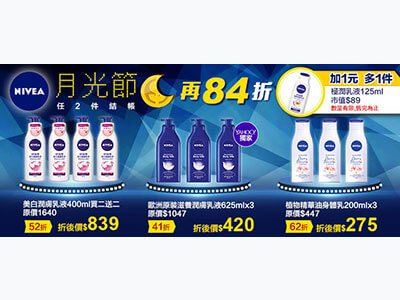 NIVEA
月光節
任2件結帳
再84折
加1元 多1件
極潤乳液125ml
市值$89
數量有限,售完為止
YAHOO!
獨家
美白潤膚乳液400ml買二送二
原價1640
52折 折後價$839
歐洲原裝滋養潤膚乳液625mlx3
原價$1047
41折 折後價$420
植物精華油身體乳200mlx3
原價$447
62折 折後價$275